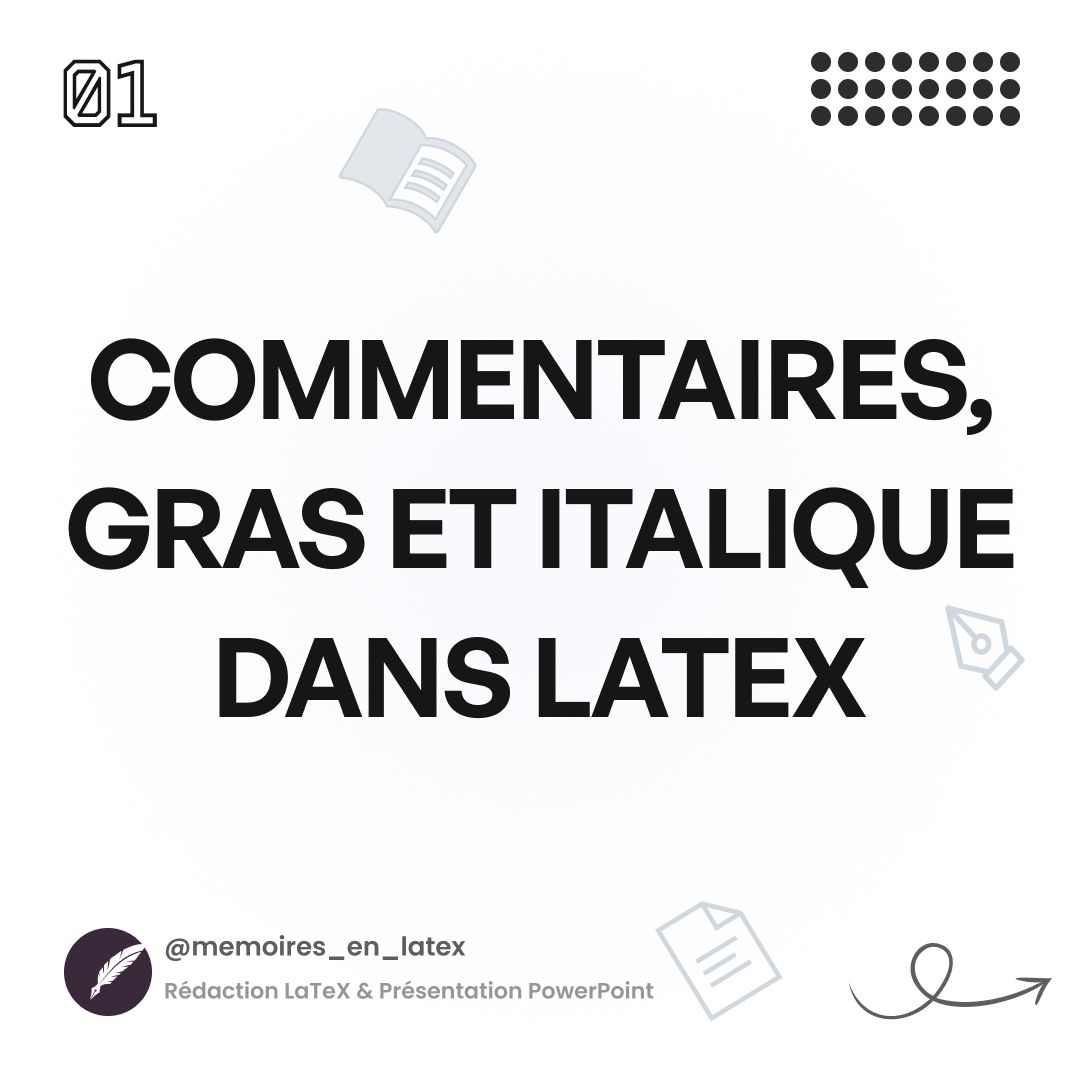 01
COMMENTAIRES,
GRAS ET ITALIQUE
DANS LATEX
@memoires_en_latex
Rédaction LaTeX & Présentation PowerPoint